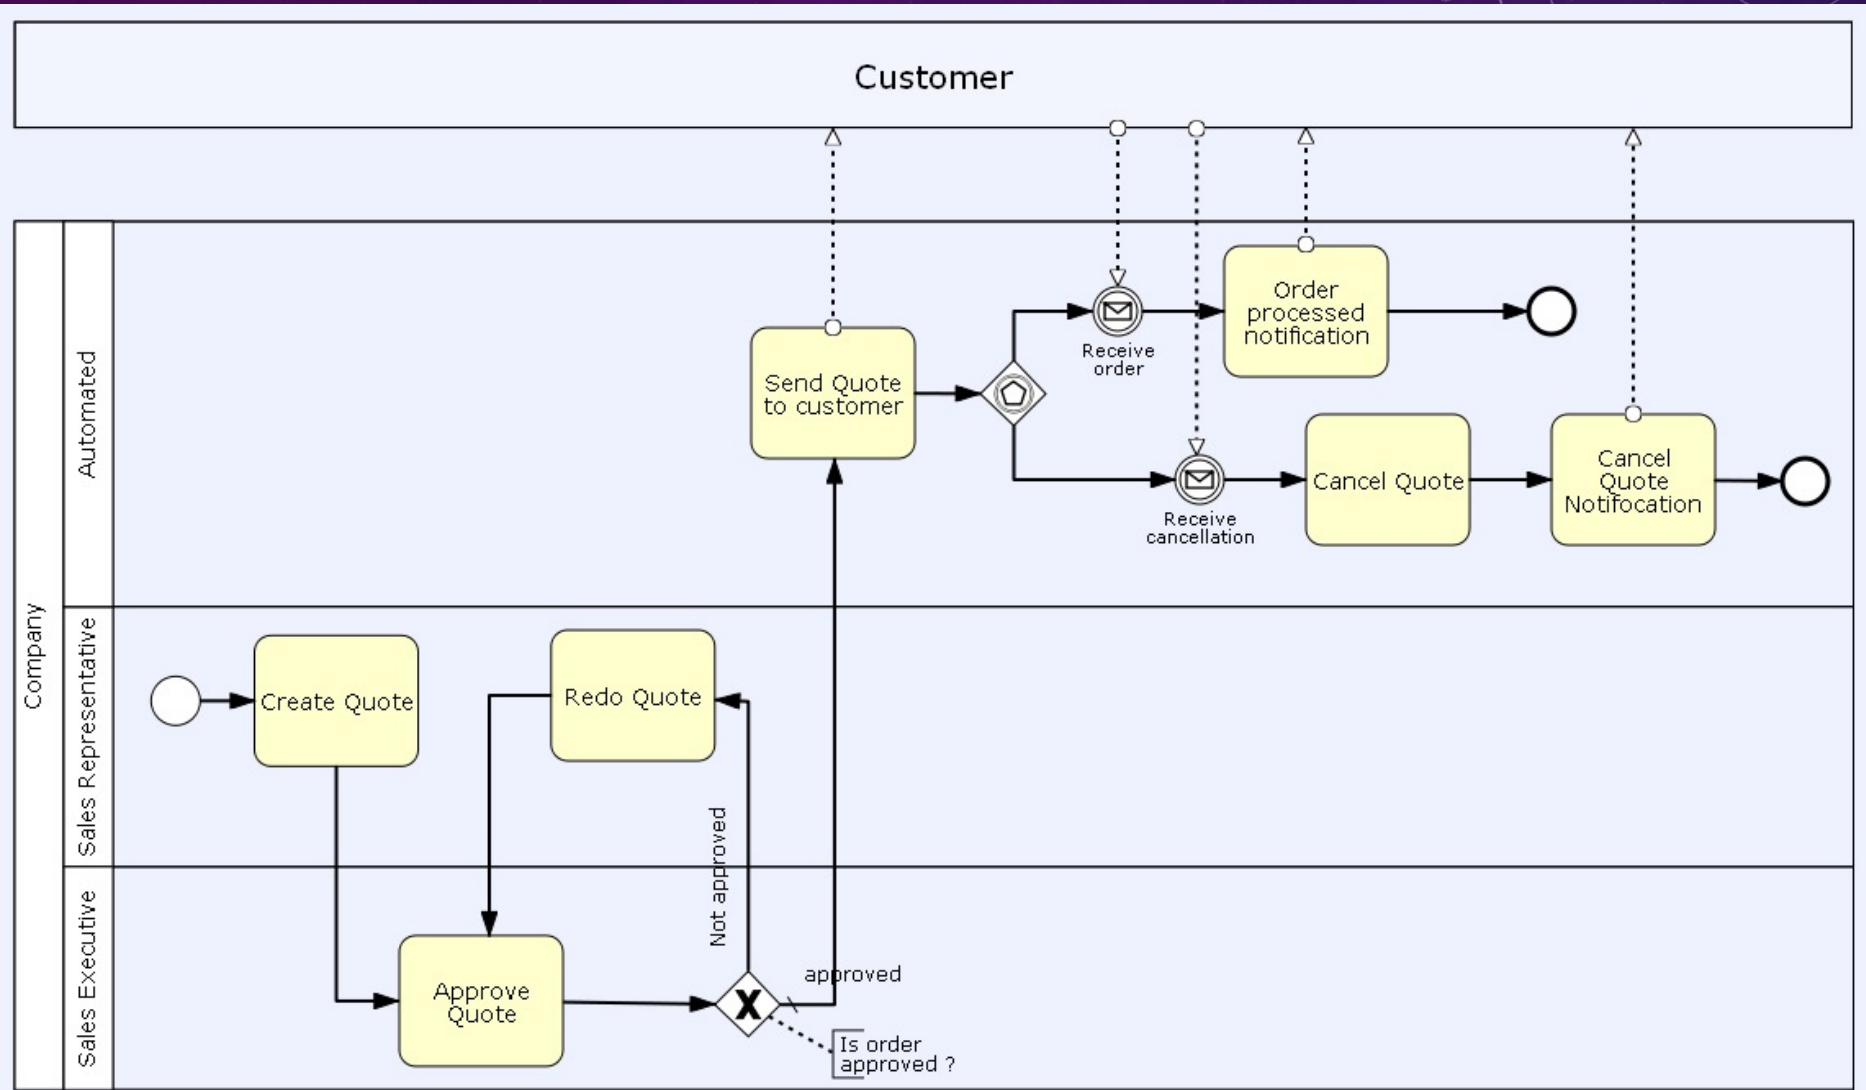 Customer
Company
Automated
Send Quote
to customer
Receive
order
Order
processed
notification
Receive
cancellation
Cancel Quote
Cancel
Quote
Notifocation
Sales Representative
Create Quote
Redo Quote
Not approved
Sales Executive
Approve
Quote
X
approved
Is order
approved ?